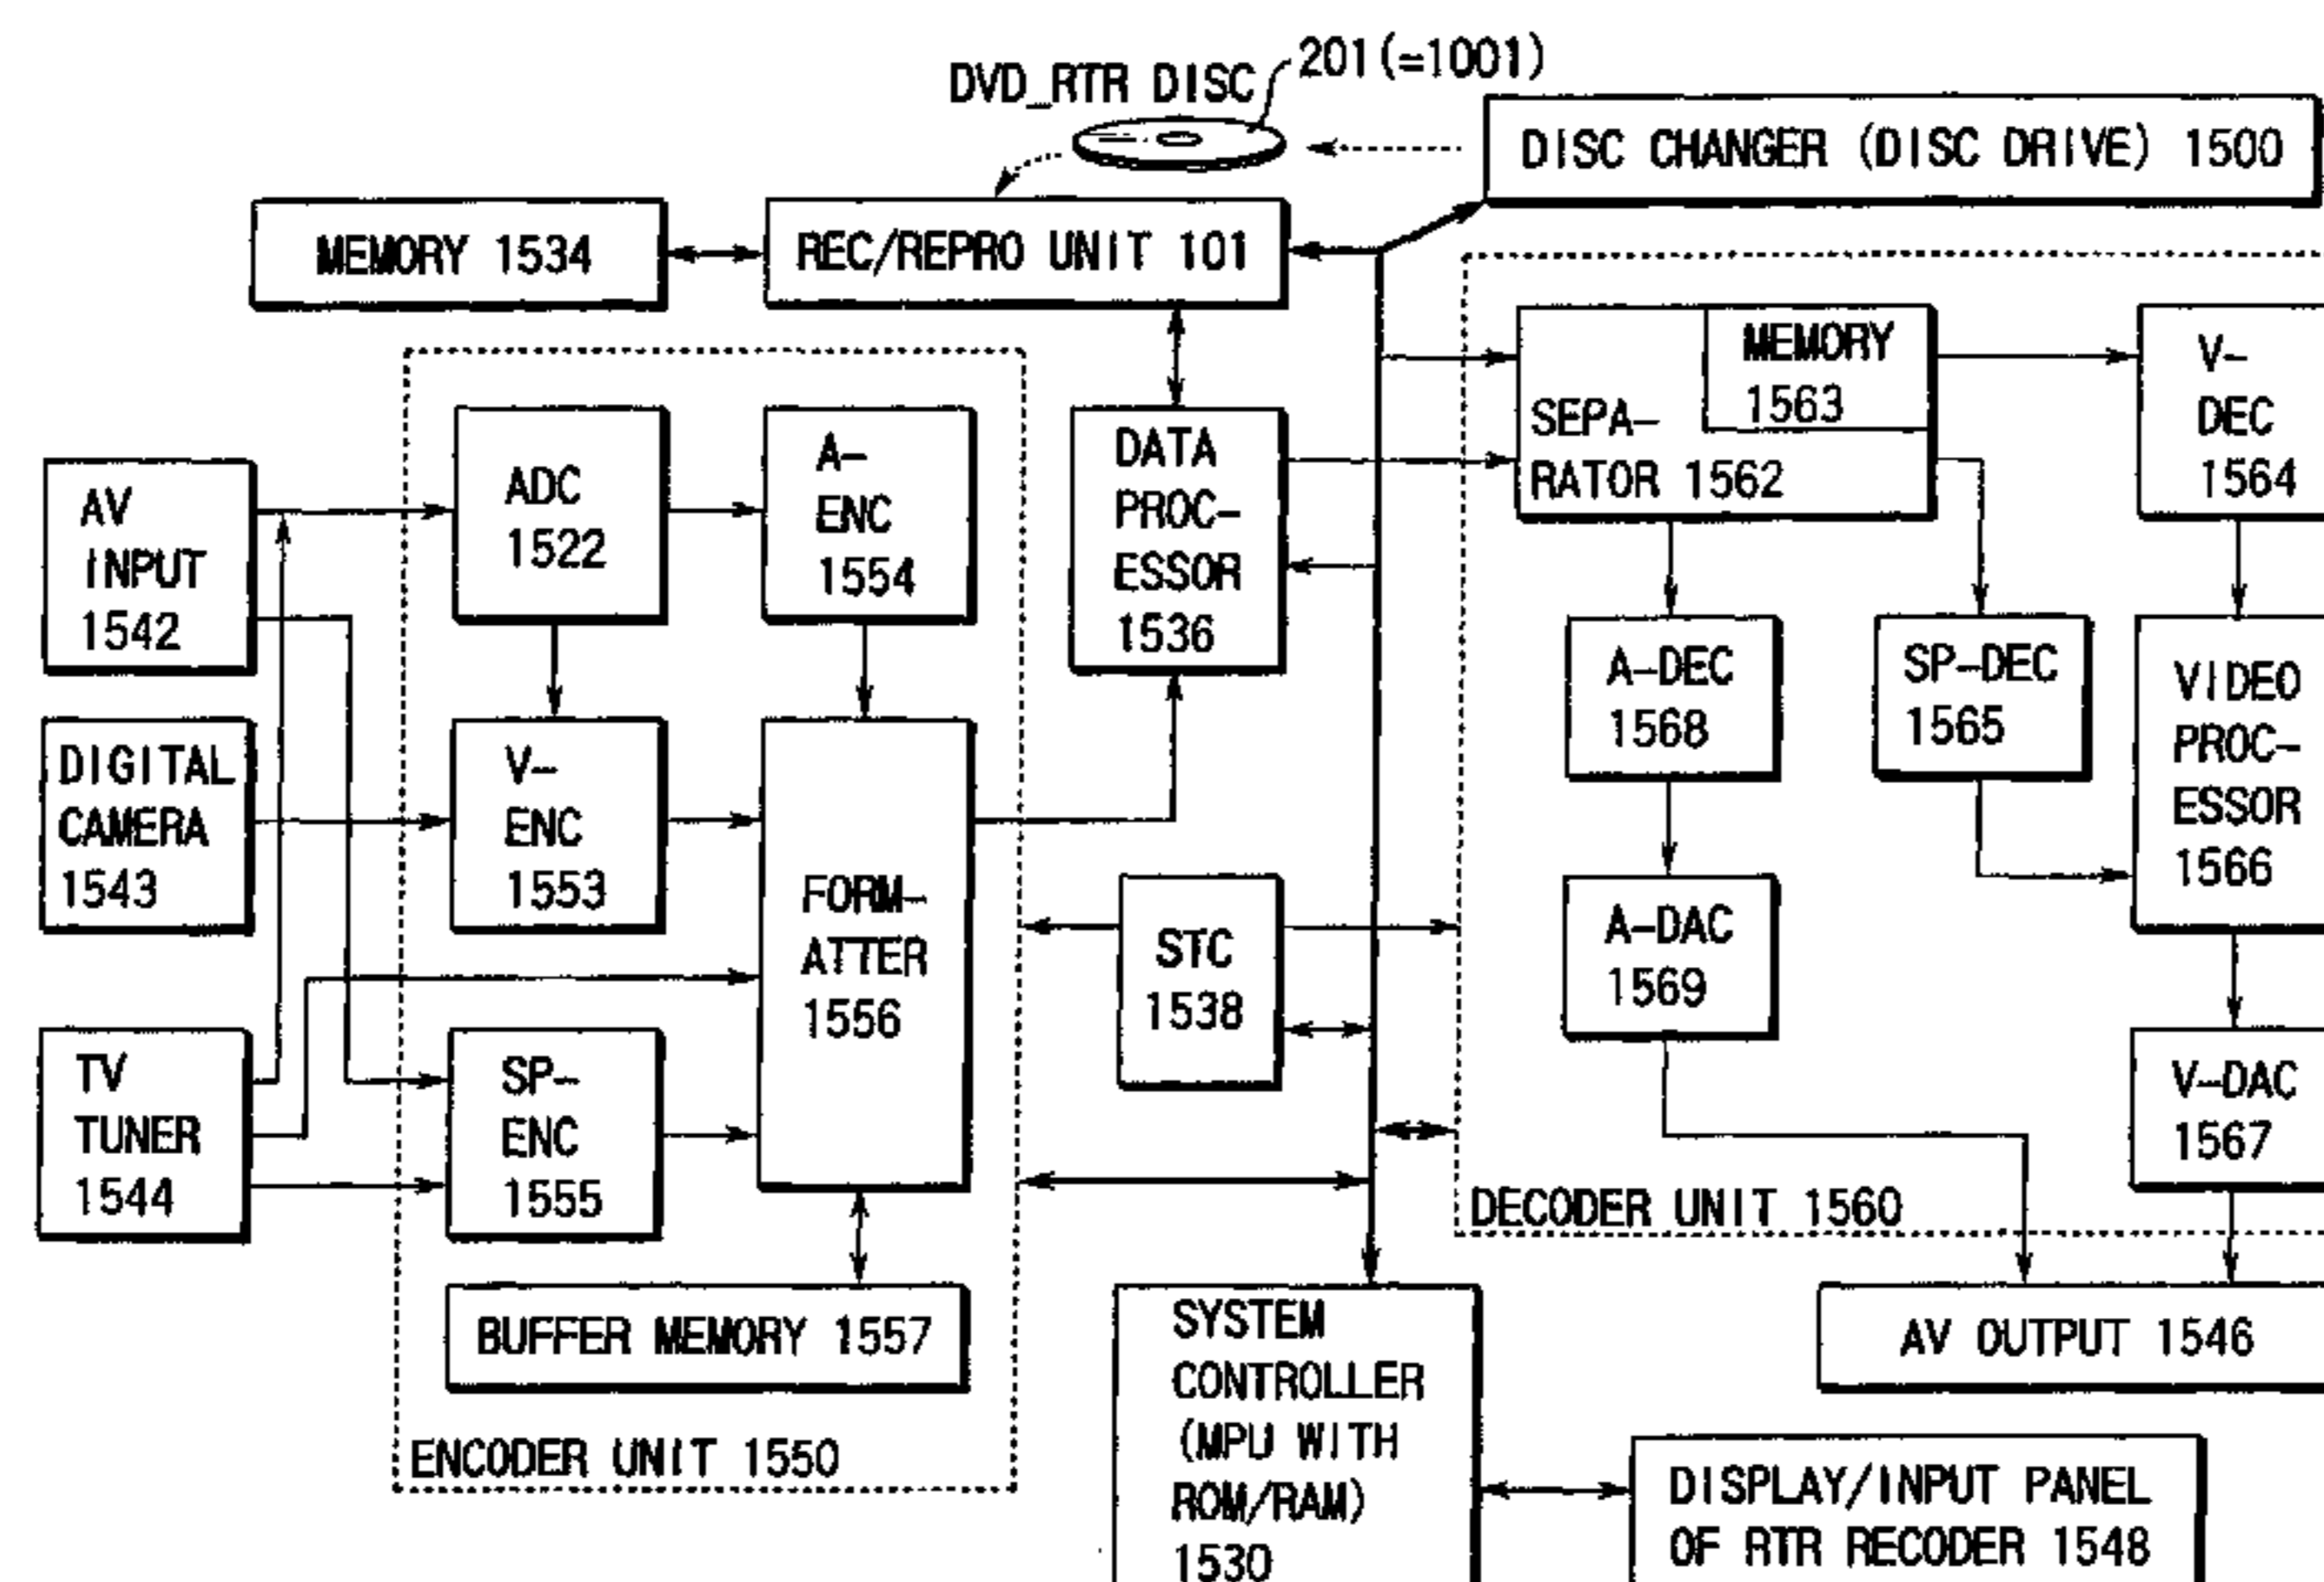 DVD_RTR DISC
201(=1001)
DISC CHANGER (DISC DRIVE) 1500
MEMORY 1534
REC/REPRO UNIT 101
AV
INPUT
1542
DIGITAL
CAMERA
1543
TV
TUNER
1544
ADC
1522
A-
ENC
1554
V-
ENC
1553
SP-
ENC
1555
FORM-
ATTER
1556
BUFFER MEMORY 1557
ENCODER UNIT 1550
DATA
PROC-
ESSOR
1536
STC
1538
SYSTEM
CONTROLLER
(MPU WITH
ROM/RAM)
1530
MEMORY
1563
SEPA-
RATOR 1562
V-
DEC
1564
A-DEC
1568
SP-DEC
1565
VIDEO
PROC-
ESSOR
1566
A-DAC
1569
V-DAC
1567
DECODER UNIT 1560
AV OUTPUT 1546
DISPLAY/INPUT PANEL
OF RTR RECODER 1548